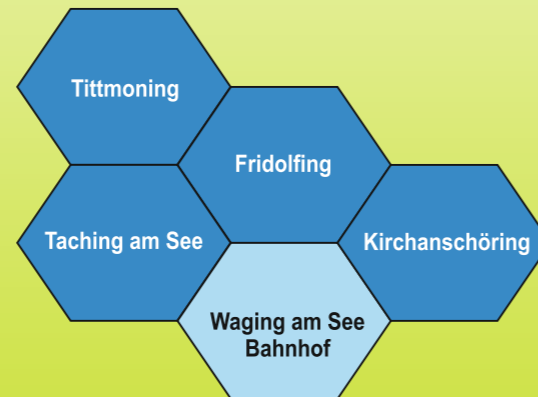 Tittmoning
Fridolfing
Taching am See
Kirchanschöring
Waging am See
Bahnhof